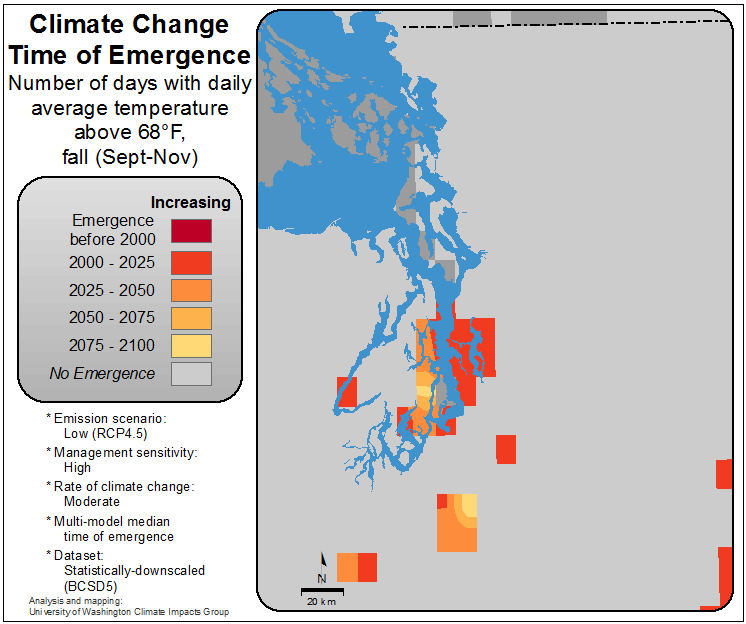 Climate Change
Time of Emergence
Number of days with daily
average temperature
above 68°F,
fall (Sept-Nov)
Increasing
Emergence
before 2000
2000 - 2025
2025 - 2050
2050 - 2075
2075 - 2100
No Emergence
* Emission scenario:
Low (RCP4.5)
* Management sensitivity:
High
* Rate of climate change:
Moderate
* Multi-model median
time of emergence
* Dataset:
Statistically-downscaled
(BCSD5)
Analysis and mapping:
University of Washington Climate Impacts Group
N
20 km